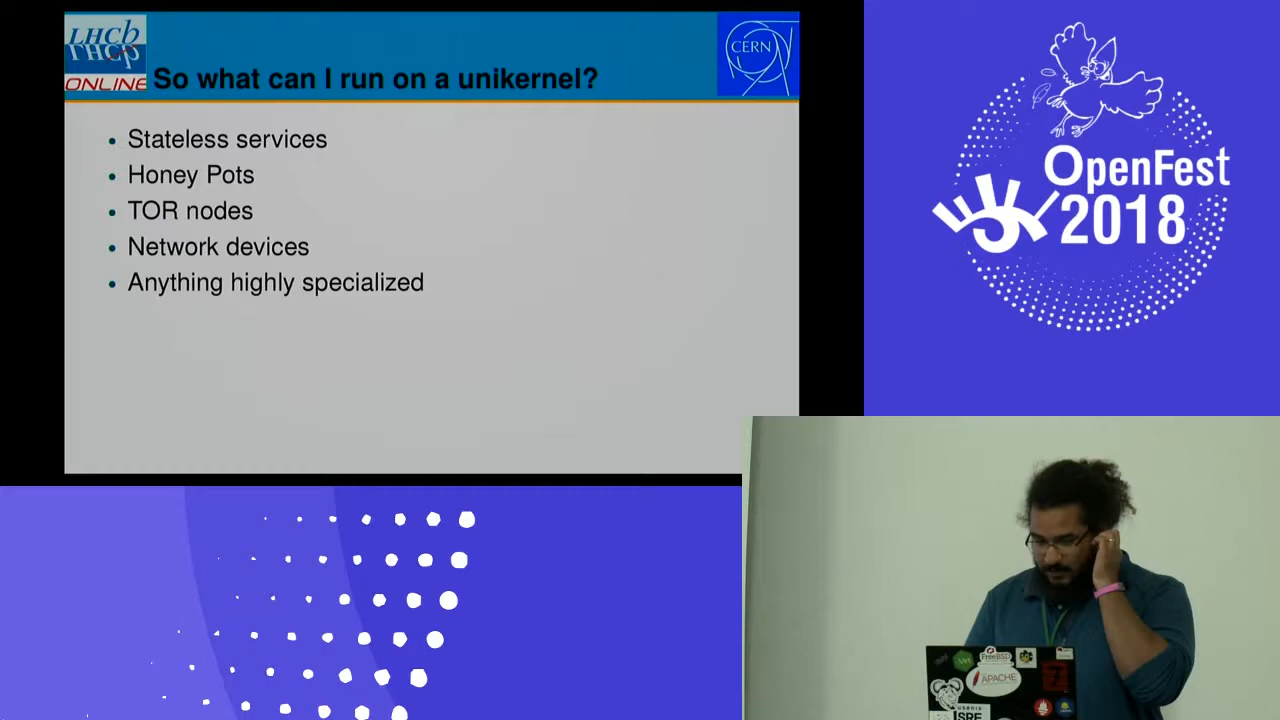 LHCb
ONLINE
So what can I run on a unikernel?
CERN
Stateless services
Honey Pots
TOR nodes
Network devices
Anything highly specialized
OpenFest
2018
FreeBSD
APACHE
usenix